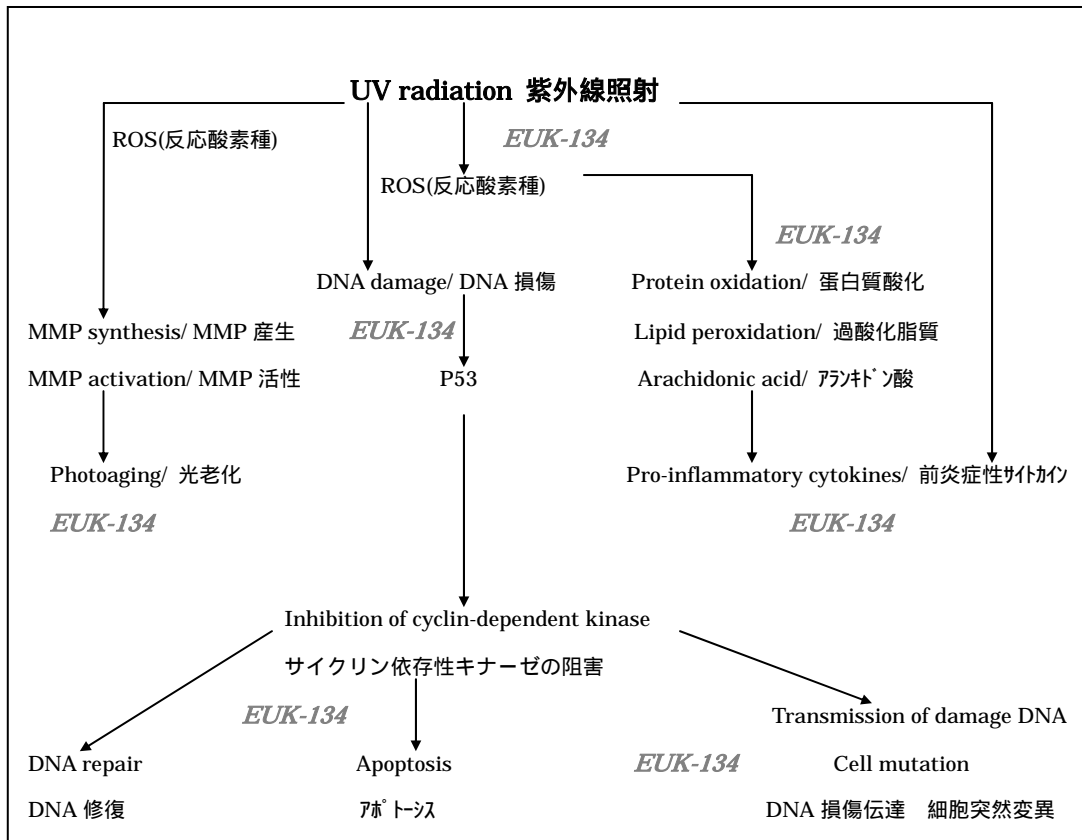 UV radiation 紫外線照射
ROS(反応酸素種)
EUK-134
ROS(反応酸素種)
EUK-134
DNA damage/ DNA 損傷
Protein oxidation/ 蛋白質酸化
MMP synthesis/ MMP 産生
EUK-134
Lipid peroxidation/ 過酸化脂質
MMP activation/ MMP 活性
P53
Arachidonic acid/ アラキドン酸
Photoaging/ 光老化
Pro-inflammatory cytokines/ 前炎症性サイトカイン
EUK-134
EUK-134
Inhibition of cyclin-dependent kinase
サイクリン依存性キナーゼの阻害
EUK-134
Transmission of damage DNA
DNA repair
Apoptosis
EUK-134
Cell mutation
DNA 修復
アポトーシス
DNA 損傷伝達 細胞突然変異